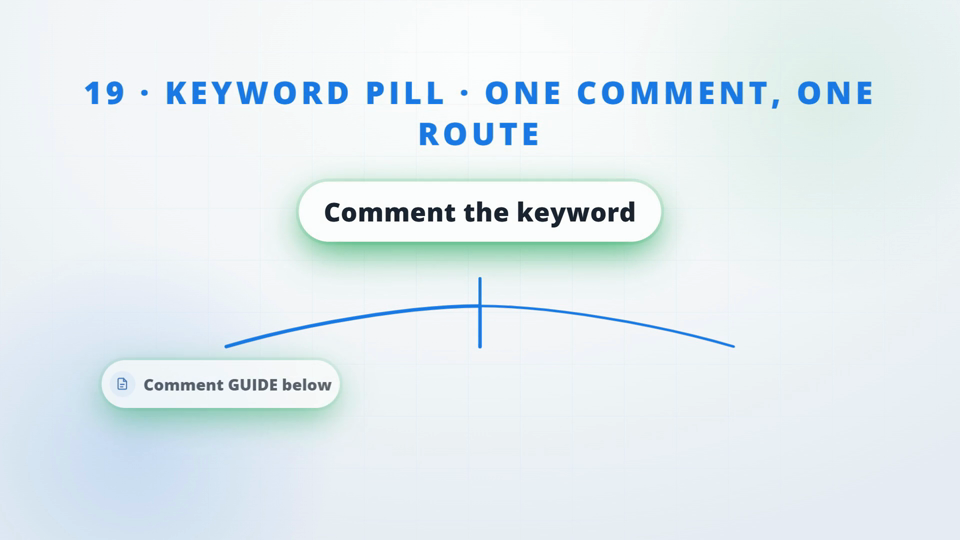 19 · KEYWORD PILL · ONE COMMENT, ONE
ROUTE
Comment the keyword
Comment GUIDE below